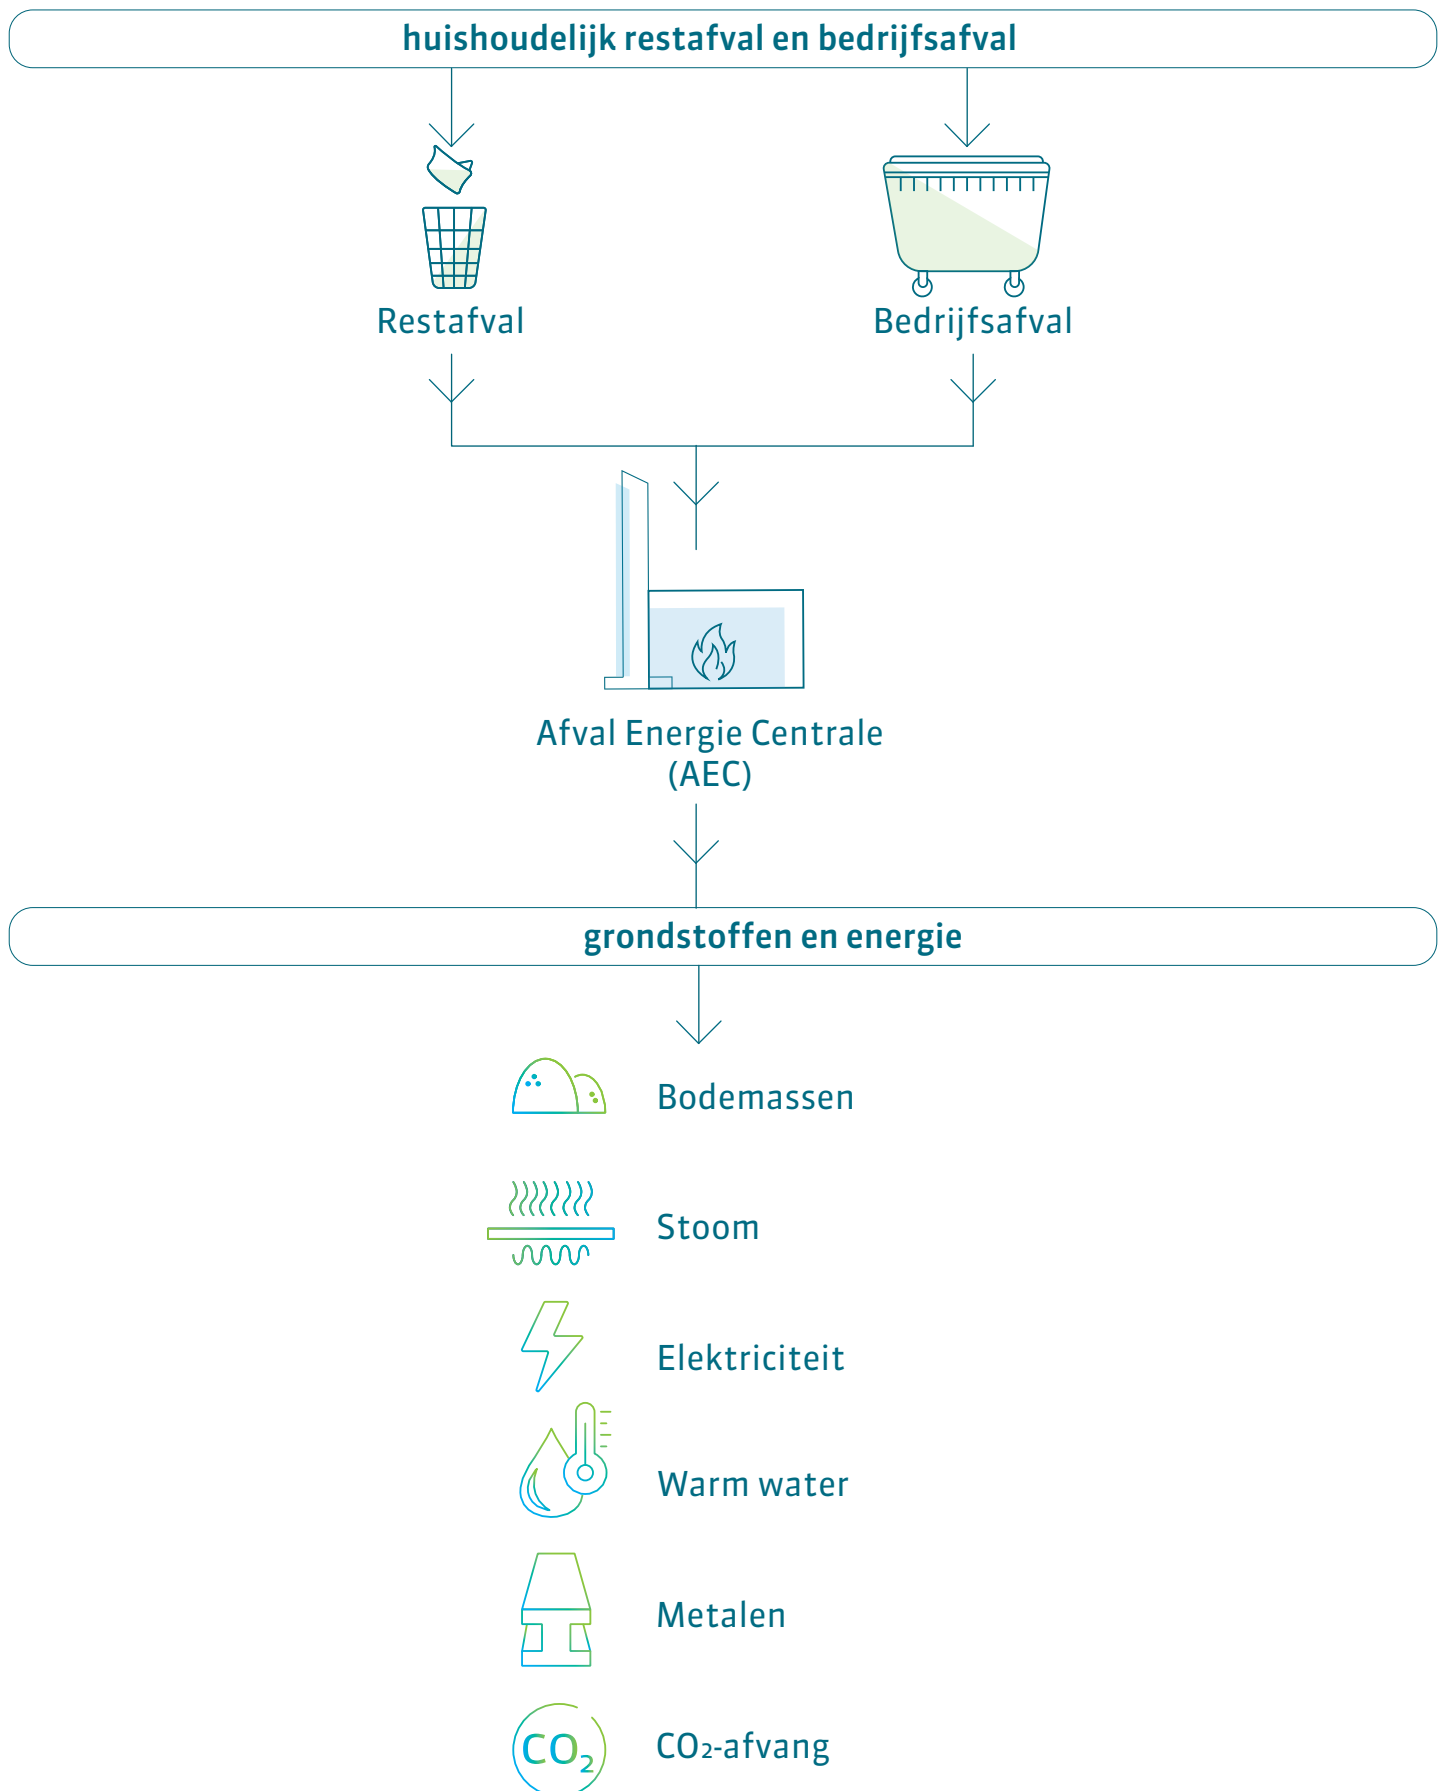 huishoudelijk restafval en bedrijfsafval
Restafval
Bedrijfsafval
Afval Energie Centrale
(AEC)
grondstoffen en energie
Bodemassen
Stoom
Elektriciteit
Warm water
Metalen
CO₂
CO₂-afvang